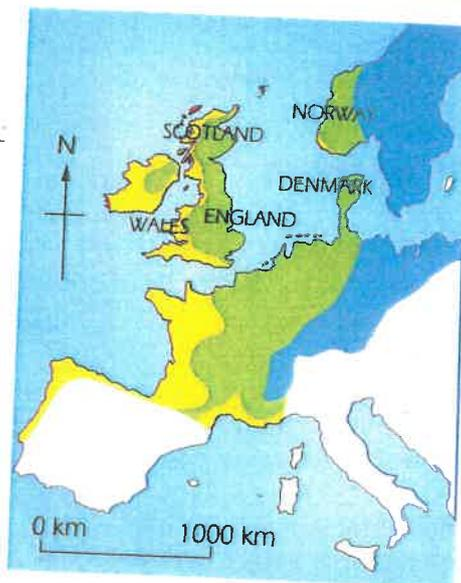 NORWAY
SCOTLAND
N
DENMARK
WALES
ENGLAND
0 km
1000 km